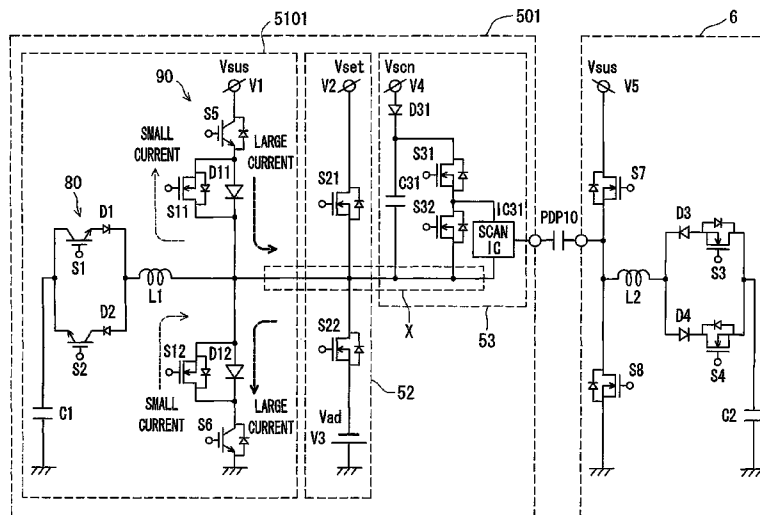 5101
501
6
90
Vsus
V1
Vset
V2
Vscn
V4
Vsus
V5
S5
D31
SMALL
CURRENT
LARGE
CURRENT
80
D11
S11
S21
C31
S31
S32
IC31
SCAN
IC
PDP10
S7
D1
S1
L1
D3
S3
L2
D2
S2
X
53
D4
S4
S12
D12
S22
S8
C1
SMALL
CURRENT
S6
LARGE
CURRENT
Vad
V3
52
C2